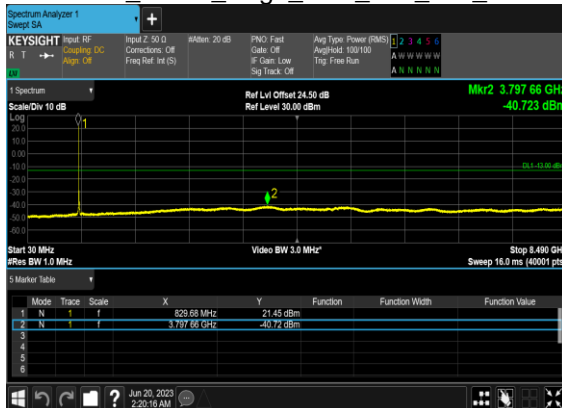 Spectrum Analyzer 1
Swept SA
+
KEYSIGHT Input: RF Input Z: 50 Ω #Atten: 20 dB PNO: Fast Avg Type: Power (RMS) 1 2 3 4 5 6
R T Coupling: DC Corrections: Off Gate: Off Avg|Hold: 100/100 A W W W W W
Align: Off Freq Ref: Int (S) IF Gain: Low Trig: Free Run
Sig Track: Off A N N N N N
1 Spectrum Ref Lvl Offset 24.50 dB Mkr2 3.797 66 GHz
Scale/Div 10 dB Ref Level 30.00 dBm -40.723 dBm
Log
1
20.0
10.0
0.00
-10.0
DL1 -13.00 dBm
-20.0
-30.0
2
-40.0
-50.0
-60.0
Start 30 MHz Video BW 3.0 MHz* Stop 8.490 GHz
#Res BW 1.0 MHz Sweep 16.0 ms (40001 pts)
5 Marker Table
Mode Trace Scale X Y Function Function Width Function Value
1 N 1 f 829.68 MHz 21.45 dBm
2 N 1 f 3.797 66 GHz -40.72 dBm
3
4
5
6
? Jun 20, 2023
2:20:16 AM